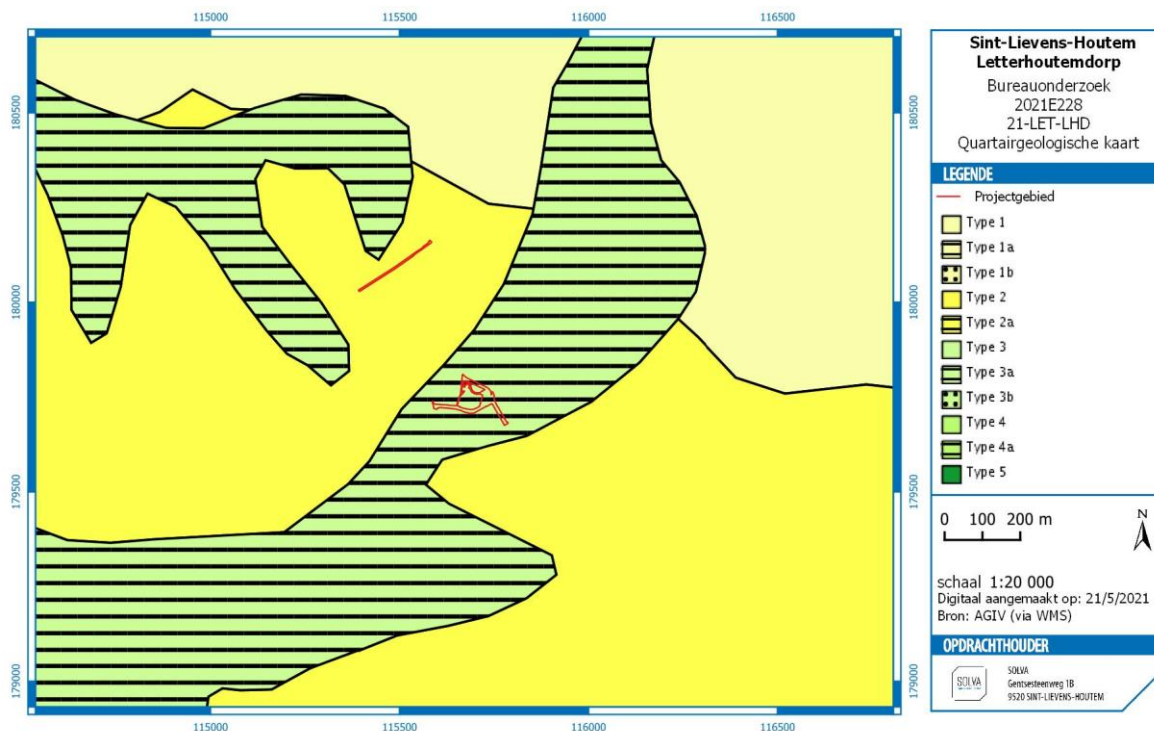 115000
115500
116000
116500
180500
180000
179500
179000
180500
180000
179500
179000
115000
115500
116000
116500
Sint-Lievens-Houtem
Letterhoutemdorp
Bureauonderzoek
2021E228
21-LET-LHD
Quartairgeologische kaart
LEGENDE
Projectgebied
Type 1
Type 1a
Type 1b
Type 2
Type 2a
Type 3
Type 3a
Type 3b
Type 4
Type 4a
Type 5
0 100 200 m
N
schaal 1:20 000
Digitaal aangemaakt op: 21/5/2021
Bron: AGIV (via WMS)
OPDRACHTHOUDER
SOLVA
SOLVA
Gentsesteenweg 1B
9520 SINT-LIEVENS-HOUTEM